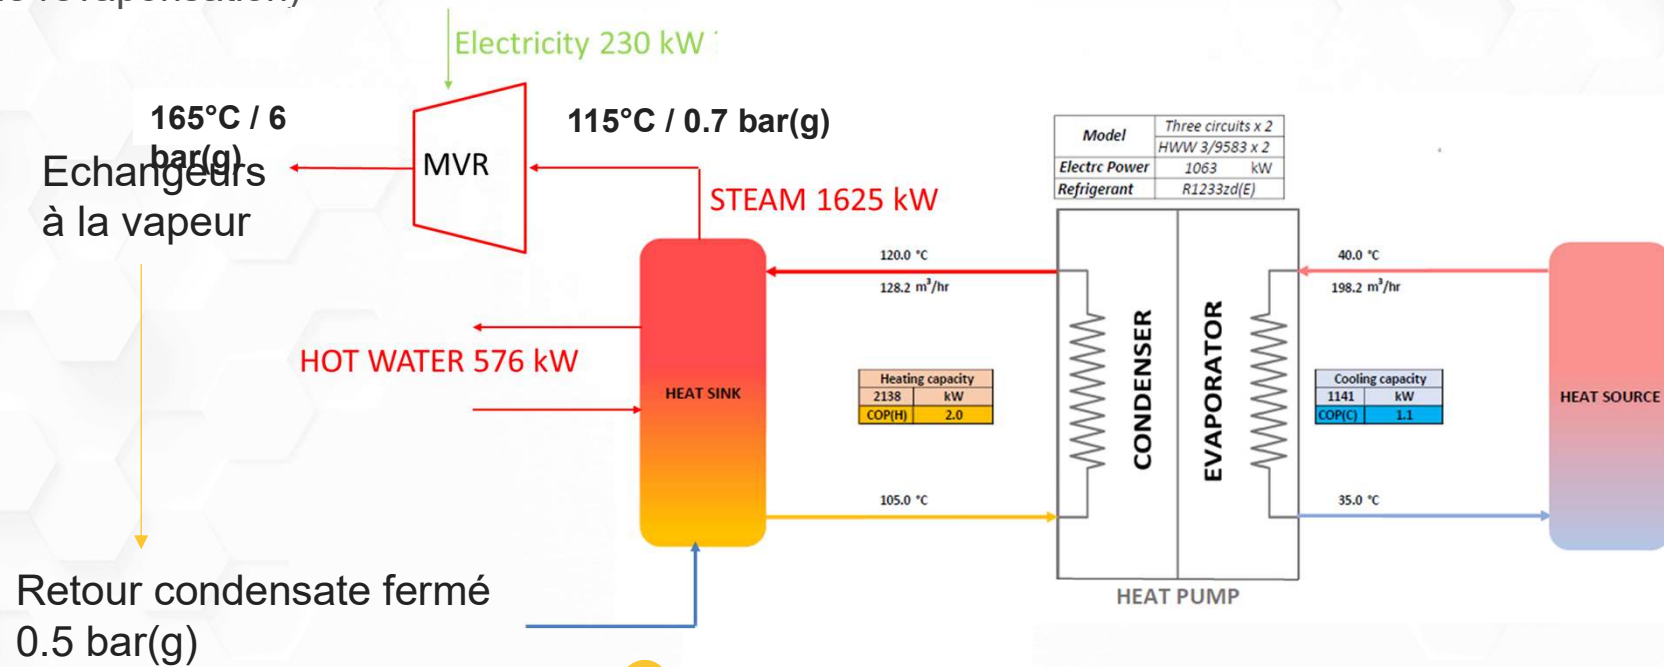 Electricity 230 kW
165°C / 6
bar(g)
115°C / 0.7 bar(g)
MVR
Echangeurs
à la vapeur
STEAM 1625 kW
Model
Three circuits x 2
HWW 3/9583 x 2
Electrc Power 1063 kW
Refrigerant R1233zd(E)
120.0 °C
128.2 m³/hr
40.0 °C
198.2 m³/hr
HOT WATER 576 kW
HEAT SINK
Heating capacity
2138 kW
COP(H) 2.0
CONDENSER
EVAPORATOR
Cooling capacity
1141 kW
COP(C) 1.1
HEAT SOURCE
105.0 °C
35.0 °C
HEAT PUMP
Retour condensate fermé
0.5 bar(g)